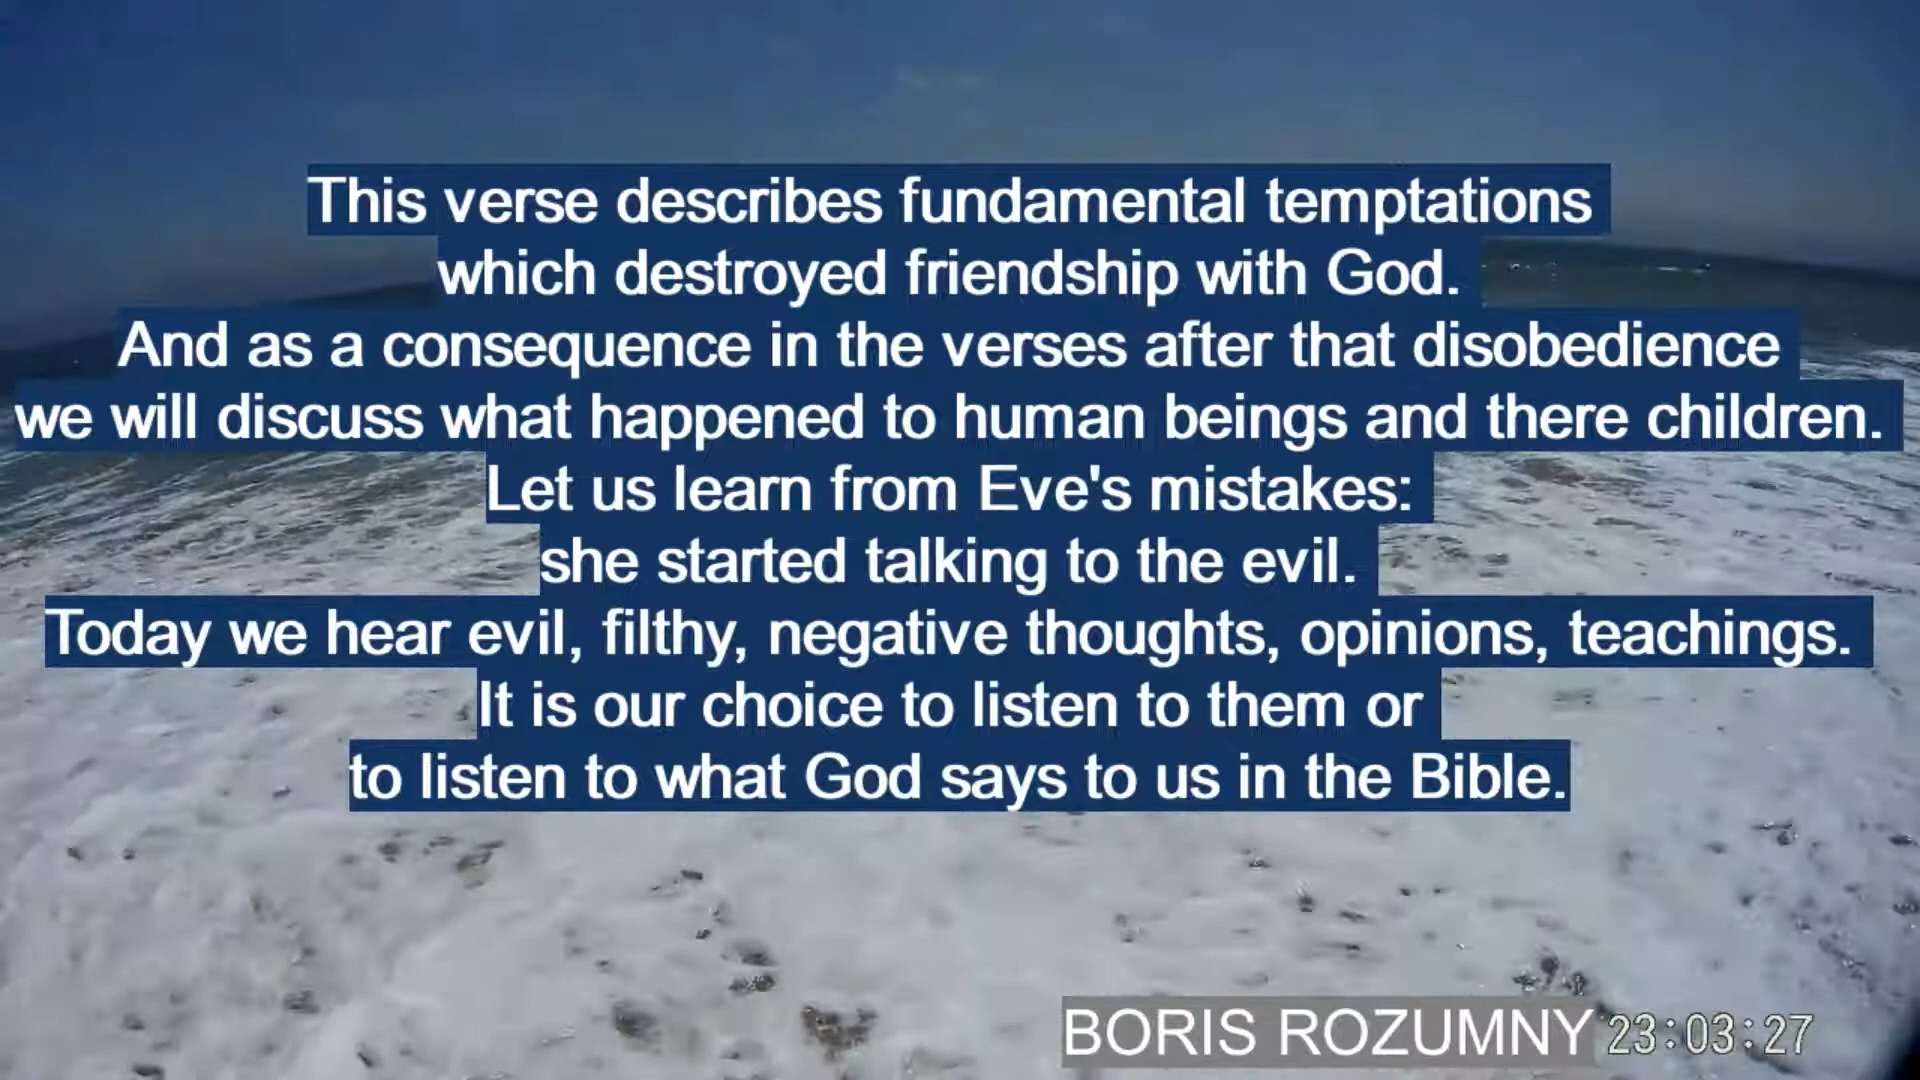 This verse describes fundamental temptations
which destroyed friendship with God.
And as a consequence in the verses after that disobedience
we will discuss what happened to human beings and there children.
Let us learn from Eve's mistakes:
she started talking to the evil.
Today we hear evil, filthy, negative thoughts, opinions, teachings.
It is our choice to listen to them or
to listen to what God says to us in the Bible.
BORIS ROZUMNY 23:03:27